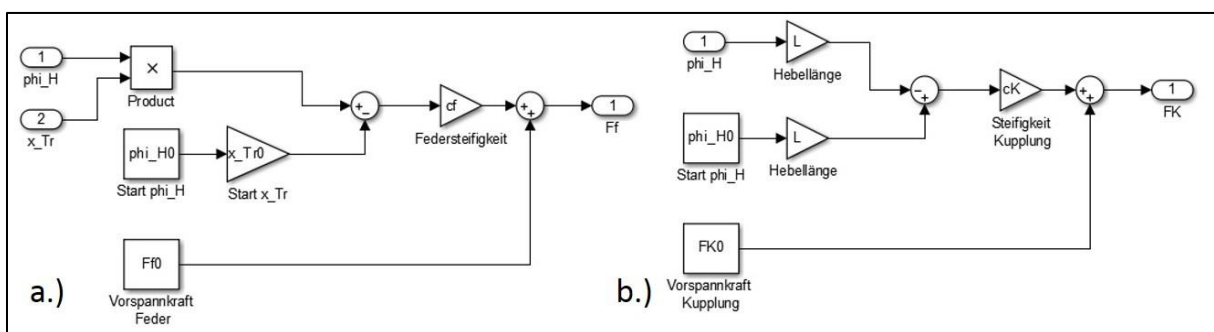 1
phi_H
2
x_Tr
×
Product
phi_H0
Start phi_H
x_Tr0
Start x_Tr
+
−
cf
Federsteifigkeit
+
+
1
Ff
Ff0
Vorspannkraft
Feder
a.)
1
phi_H
L
Hebellänge
phi_H0
Start phi_H
L
Hebellänge
−
+
cK
Steifigkeit
Kupplung
+
+
1
FK
FK0
Vorspannkraft
Kupplung
b.)